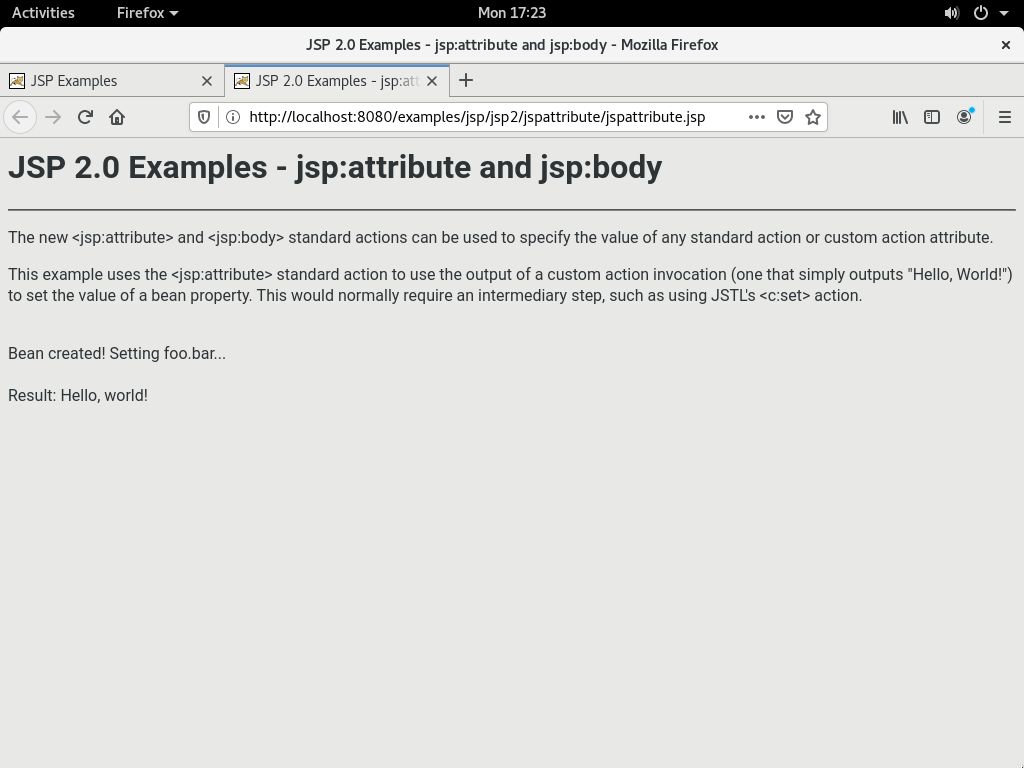 Activities
Firefox
Mon 17:23
JSP 2.0 Examples - jsp:attribute and jsp:body - Mozilla Firefox
JSP Examples
JSP 2.0 Examples - jsp:att
http://localhost:8080/examples/jsp/jsp2/jspattribute/jspattribute.jsp
JSP 2.0 Examples - jsp:attribute and jsp:body
The new <jsp:attribute> and <jsp:body> standard actions can be used to specify the value of any standard action or custom action attribute.
This example uses the <jsp:attribute> standard action to use the output of a custom action invocation (one that simply outputs "Hello, World!")
to set the value of a bean property. This would normally require an intermediary step, such as using JSTL's <c:set> action.
Bean created! Setting foo.bar...
Result: Hello, world!